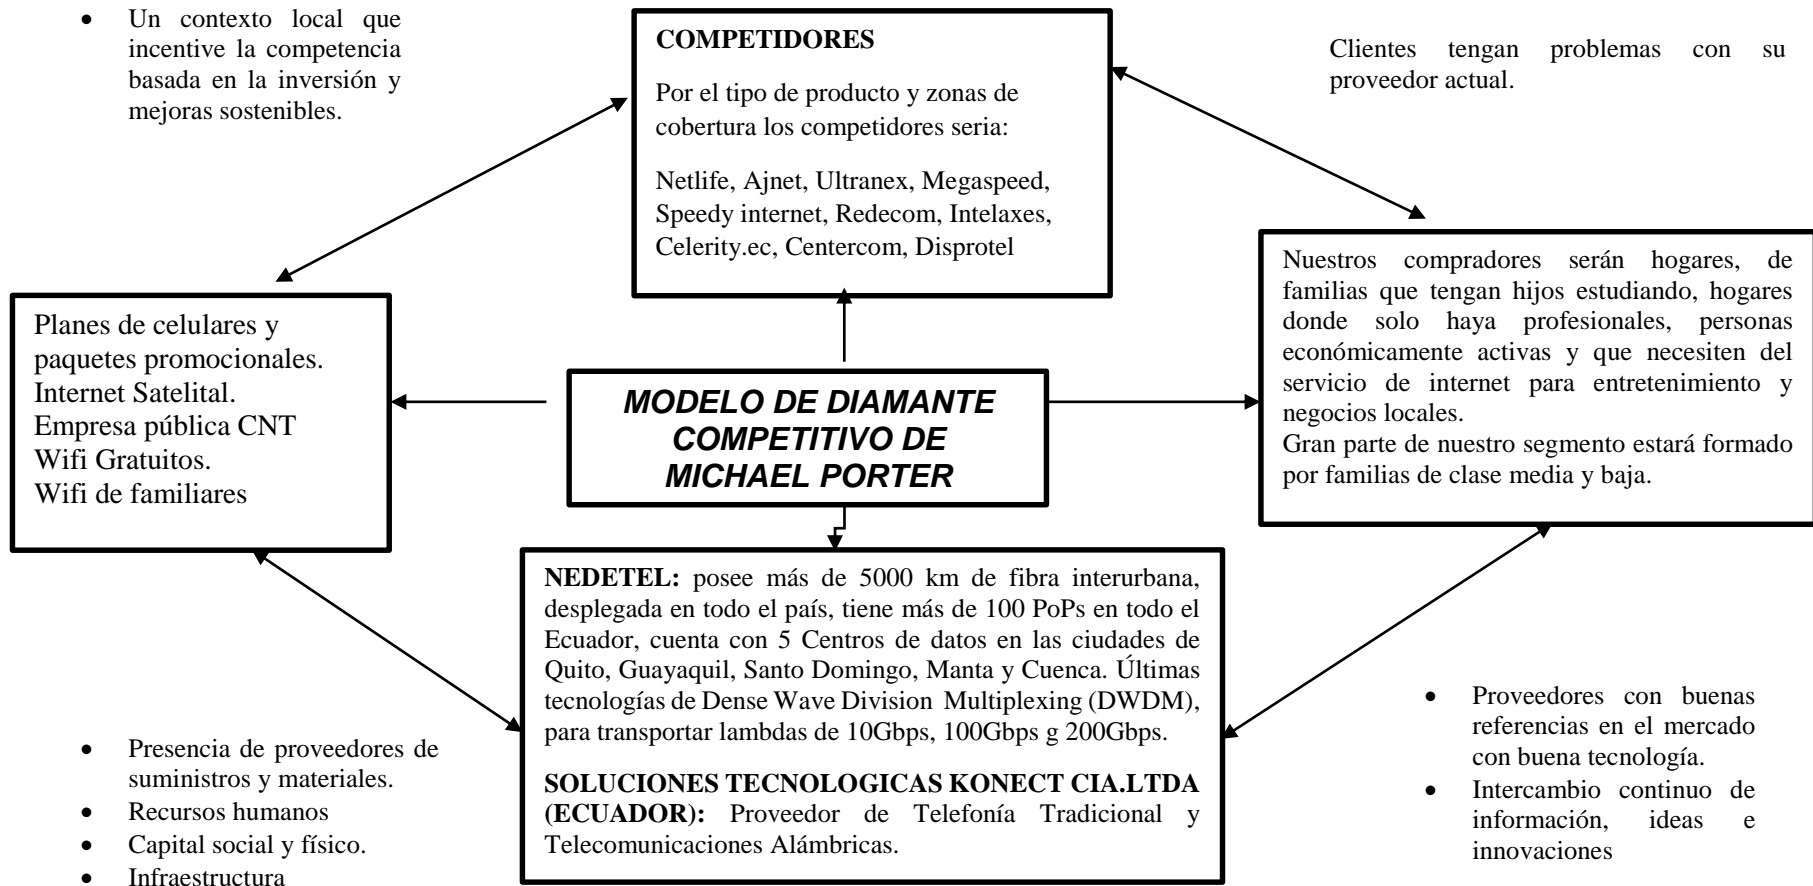 • Un contexto local que
incentive la competencia
basada en la inversión y
mejoras sostenibles.
COMPETIDORES
Por el tipo de producto y zonas de
cobertura los competidores seria:
Netlife, Ajnet, Ultranex, Megaspeed,
Speedy internet, Redecom, Intelaxes,
Celerity.ec, Centercom, Disprotel
Clientes tengan problemas con su
proveedor actual.
Planes de celulares y
paquetes promocionales.
Internet Satelital.
Empresa pública CNT
Wifi Gratuitos.
Wifi de familiares
MODELO DE DIAMANTE
COMPETITIVO DE
MICHAEL PORTER
Nuestros compradores serán hogares, de
familias que tengan hijos estudiando, hogares
donde solo haya profesionales, personas
económicamente activas y que necesiten del
servicio de internet para entretenimiento y
negocios locales.
Gran parte de nuestro segmento estará formado
por familias de clase media y baja.
NEDETEL: posee más de 5000 km de fibra interurbana,
desplegada en todo el país, tiene más de 100 PoPs en todo el
Ecuador, cuenta con 5 Centros de datos en las ciudades de
Quito, Guayaquil, Santo Domingo, Manta y Cuenca. Últimas
tecnologías de Dense Wave Division Multiplexing (DWDM),
para transportar lambdas de 10Gbps, 100Gbps g 200Gbps.
SOLUCIONES TECNOLOGICAS KONECT CIA.LTDA
(ECUADOR): Proveedor de Telefonía Tradicional y
Telecomunicaciones Alámbricas.
• Presencia de proveedores de
suministros y materiales.
• Recursos humanos
• Capital social y físico.
• Infraestructura
• Proveedores con buenas
referencias en el mercado
con buena tecnología.
• Intercambio continuo de
información, ideas e
innovaciones